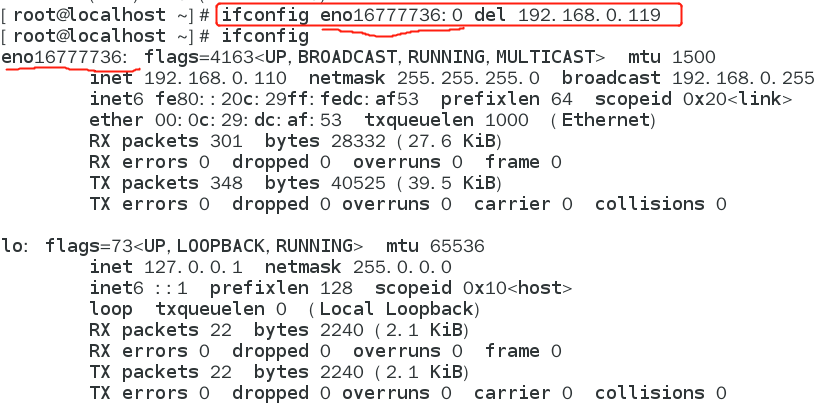 [root@localhost ~]# ifconfig eno16777736:0 del 192.168.0.119
[root@localhost ~]# ifconfig
eno16777736: flags=4163<UP,BROADCAST,RUNNING,MULTICAST>  mtu 1500
        inet 192.168.0.110  netmask 255.255.255.0  broadcast 192.168.0.255
        inet6 fe80::20c:29ff:fedc:af53  prefixlen 64  scopeid 0x20<link>
        ether 00:0c:29:dc:af:53  txqueuelen 1000  (Ethernet)
        RX packets 301  bytes 28332 (27.6 KiB)
        RX errors 0  dropped 0  overruns 0  frame 0
        TX packets 348  bytes 40525 (39.5 KiB)
        TX errors 0  dropped 0 overruns 0  carrier 0  collisions 0

lo: flags=73<UP,LOOPBACK,RUNNING>  mtu 65536
        inet 127.0.0.1  netmask 255.0.0.0
        inet6 ::1  prefixlen 128  scopeid 0x10<host>
        loop  txqueuelen 0  (Local Loopback)
        RX packets 22  bytes 2240 (2.1 KiB)
        RX errors 0  dropped 0  overruns 0  frame 0
        TX packets 22  bytes 2240 (2.1 KiB)
        TX errors 0  dropped 0 overruns 0  carrier 0  collisions 0